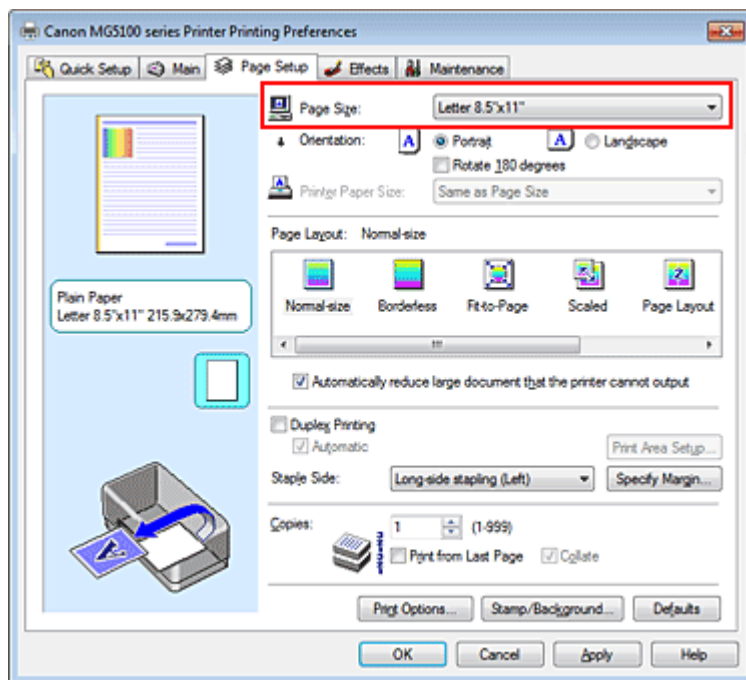 Canon MG5100 series Printer Printing Preferences
Quick Setup Main Page Setup Effects Maintenance
Page Size: Letter 8.5"x11"
Orientation: A Portrait A Landscape
Rotate 180 degrees
Printer Paper Size: Same as Page Size
Page Layout: Normal-size
Normal-size Borderless Fit-to-Page Scaled Page Layout
Plain Paper
Letter 8.5"x11" 215.9x279.4mm
Automatically reduce large document that the printer cannot output
Duplex Printing
Automatic Print Area Setup...
Staple Side: Long-side stapling (Left) Specify Margin...
Copies: 1 (1-999)
Print from Last Page Collate
Print Options... Stamp/Background... Defaults
OK Cancel Apply Help